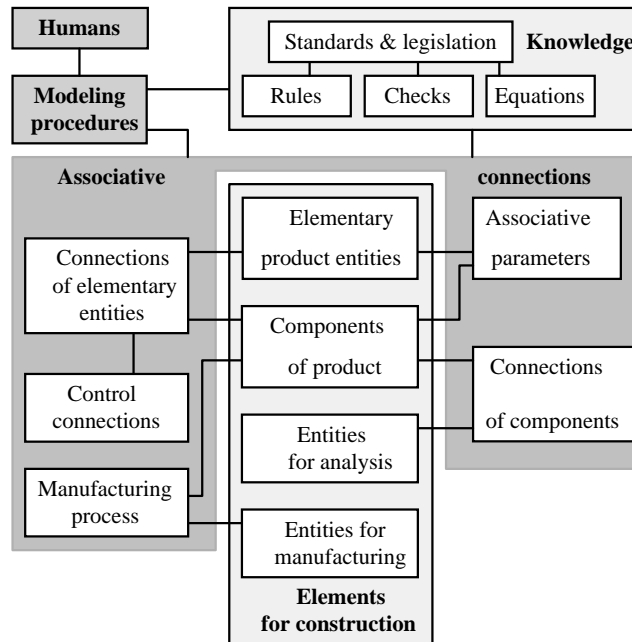 Humans
Modeling
procedures
Standards & legislation
Knowledge
Rules
Checks
Equations
Associative
connections
Connections
of elementary
entities
Control
connections
Manufacturing
process
Elementary
product entities
Components
of product
Entities
for analysis
Entities for
manufacturing
Elements
for construction
Associative
parameters
Connections
of components